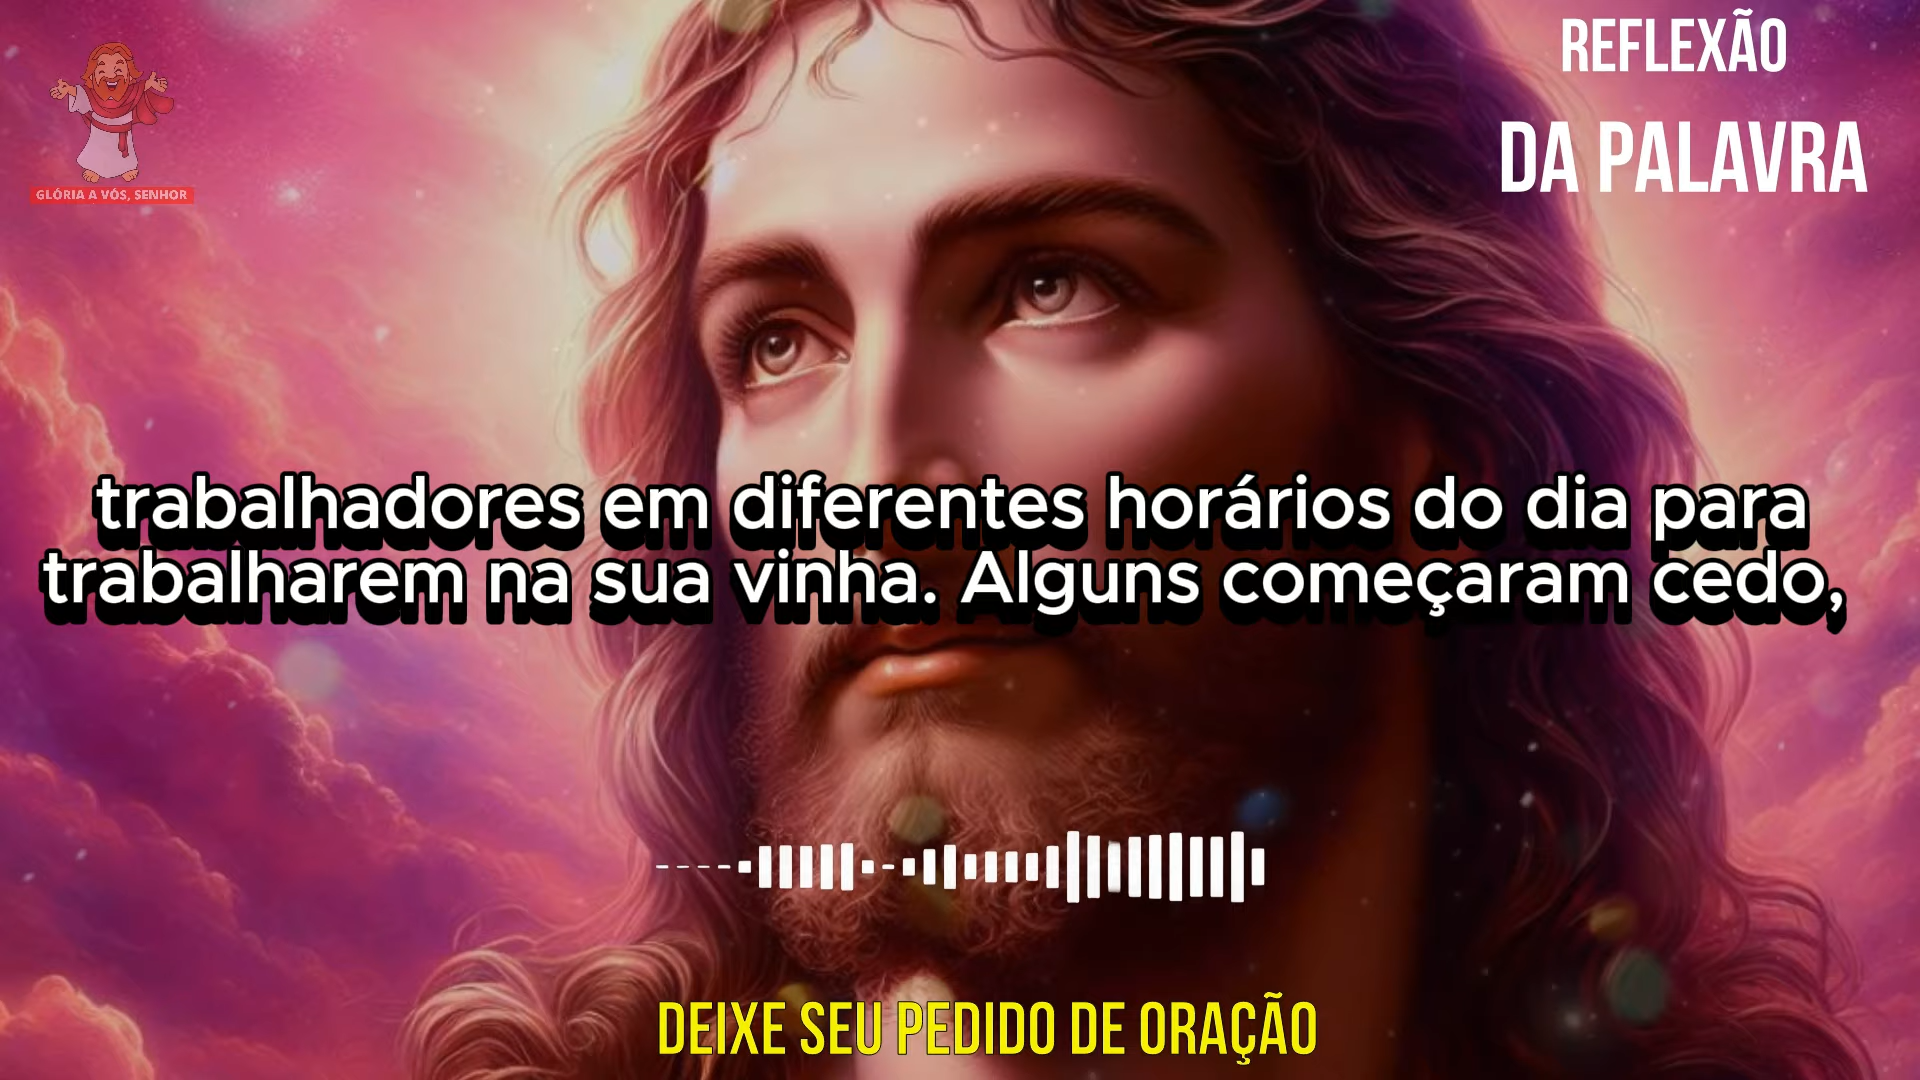 REFLEXÃO
DA PALAVRA
GLÓRIA A VÓS, SENHOR
trabalhadores em diferentes horários do dia para
trabalharem na sua vinha. Alguns começaram cedo,
DEIXE SEU PEDIDO DE ORAÇÃO